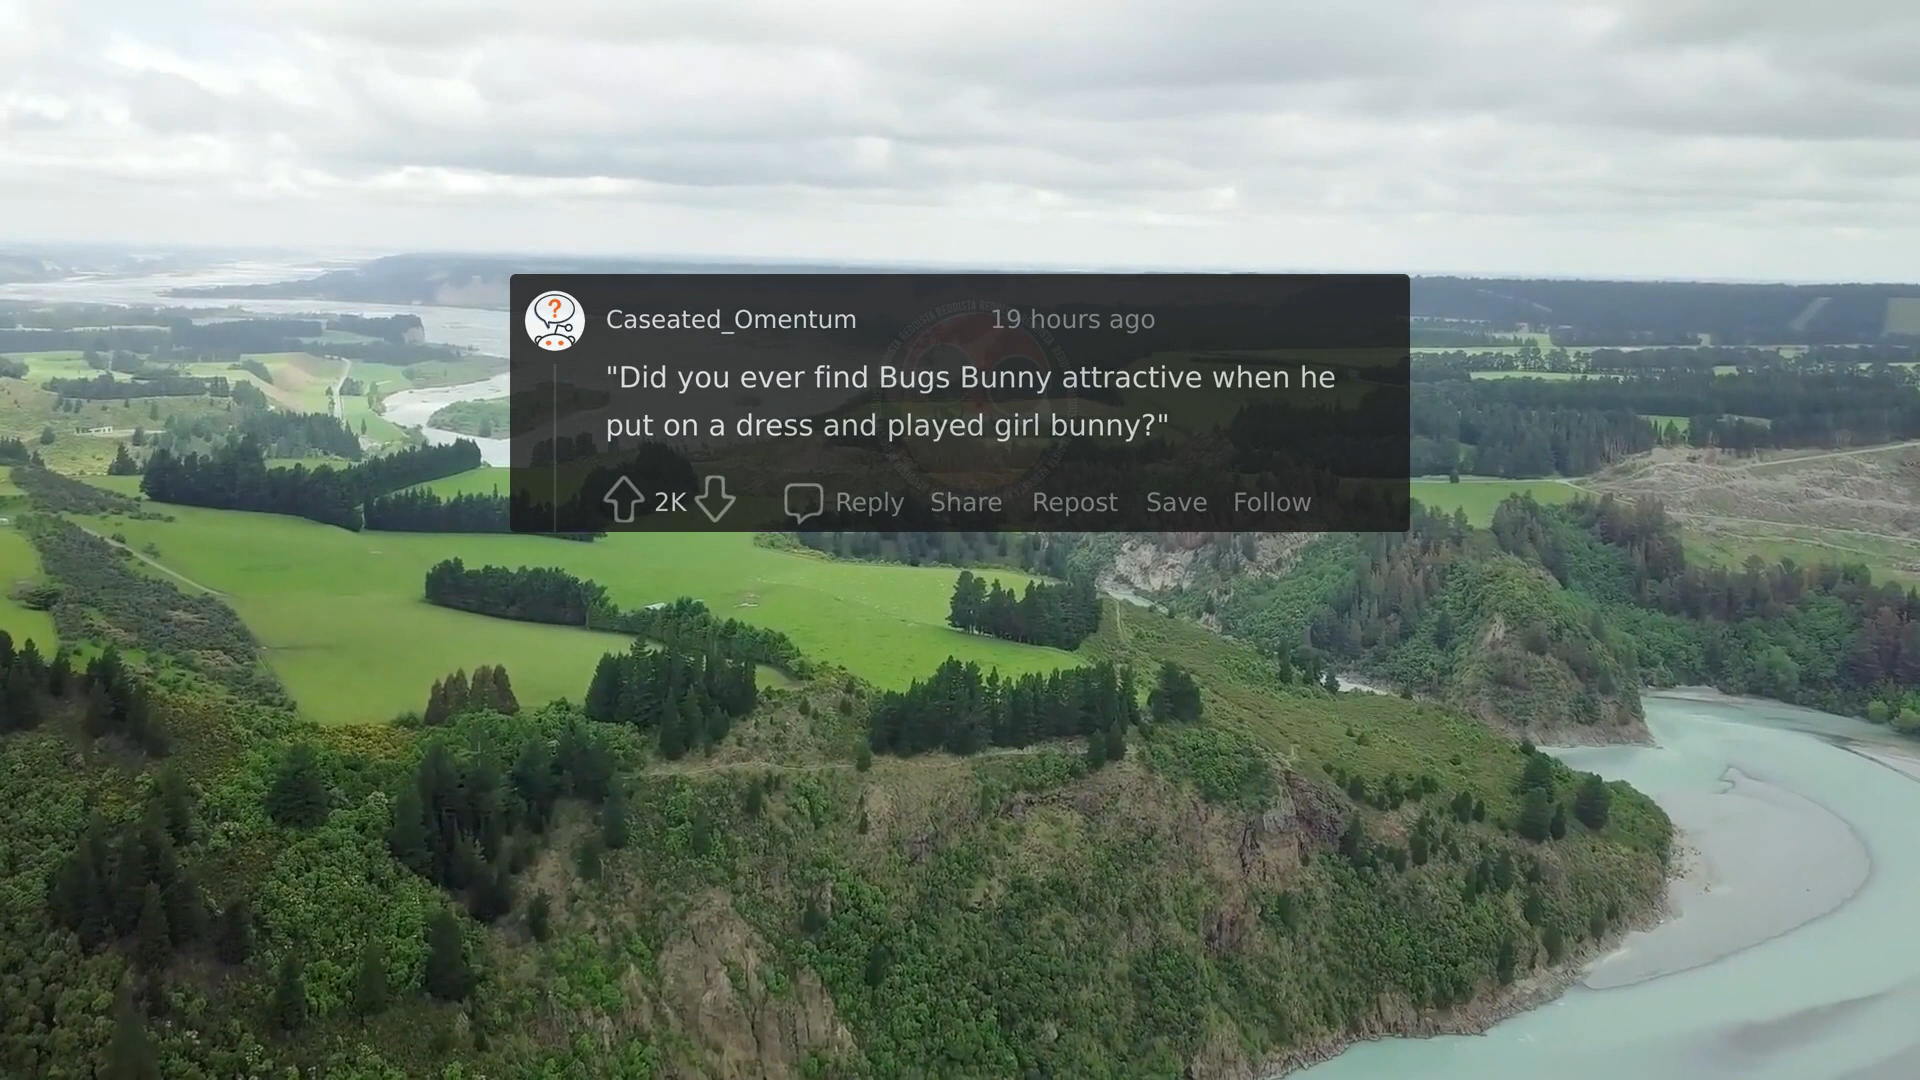 Caseated_Omentum 19 hours ago
"Did you ever find Bugs Bunny attractive when he
put on a dress and played girl bunny?"
2K Reply Share Repost Save Follow